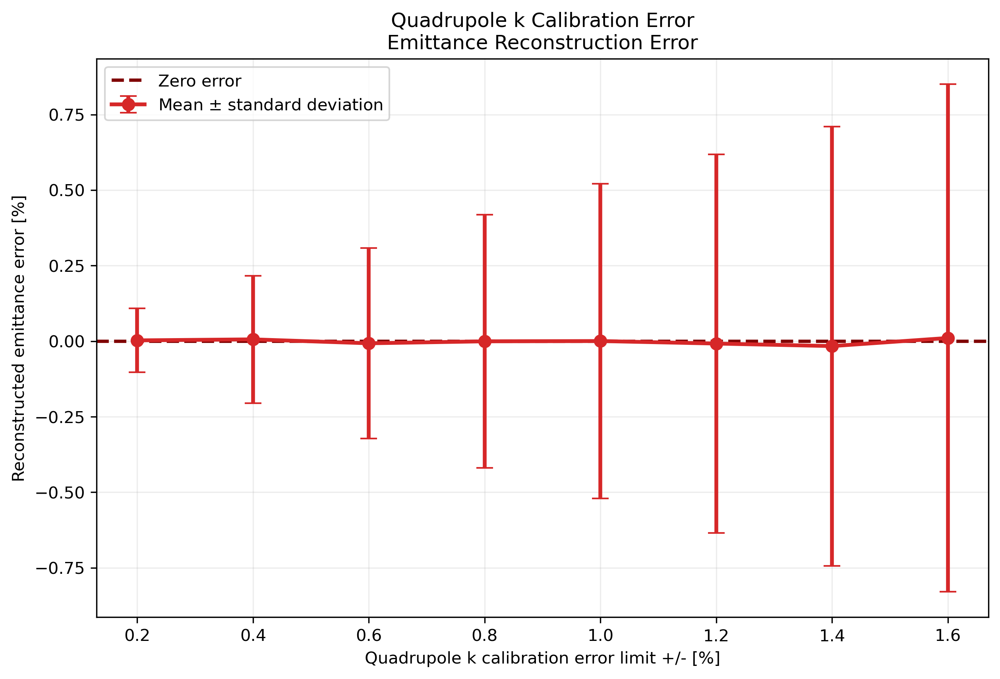 Quadrupole k Calibration Error
Emittance Reconstruction Error
Zero error
Mean ± standard deviation
Reconstructed emittance error [%]
0.75
0.50
0.25
0.00
−0.25
−0.50
−0.75
0.2 0.4 0.6 0.8 1.0 1.2 1.4 1.6
Quadrupole k calibration error limit +/- [%]